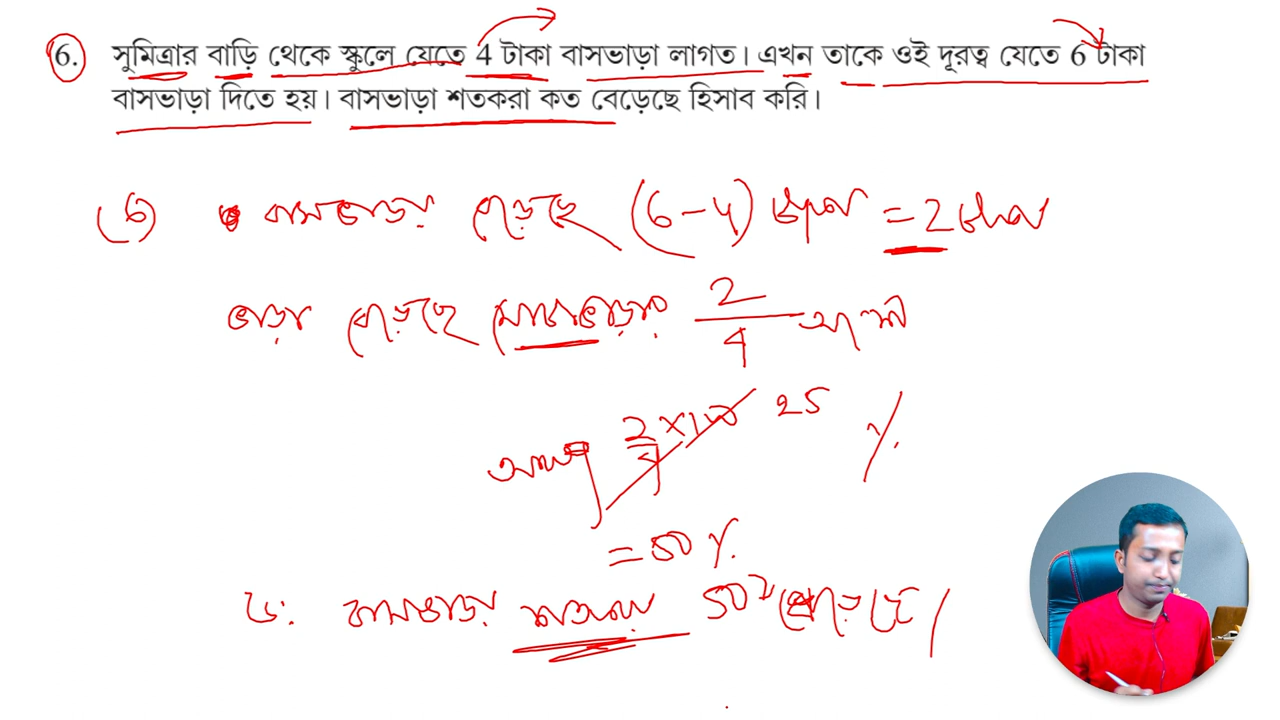 6. সুমিত্রার বাড়ি থেকে স্কুলে যেতে 4 টাকা বাসভাড়া লাগত। এখন তাকে ওই দূরত্ব যেতে 6 টাকা
বাসভাড়া দিতে হয়। বাসভাড়া শতকরা কত বেড়েছে হিসাব করি।
বাসভাড়া বেড়েছে (6-4) টাকা = 2 টাকা
ভাড়া বেড়েছে মোটভাড়ার 2/4 অংশ
2/4 × 100 25 %
= 50 %
উ: বাসভাড়া শতকরা 50 বেড়েছে।